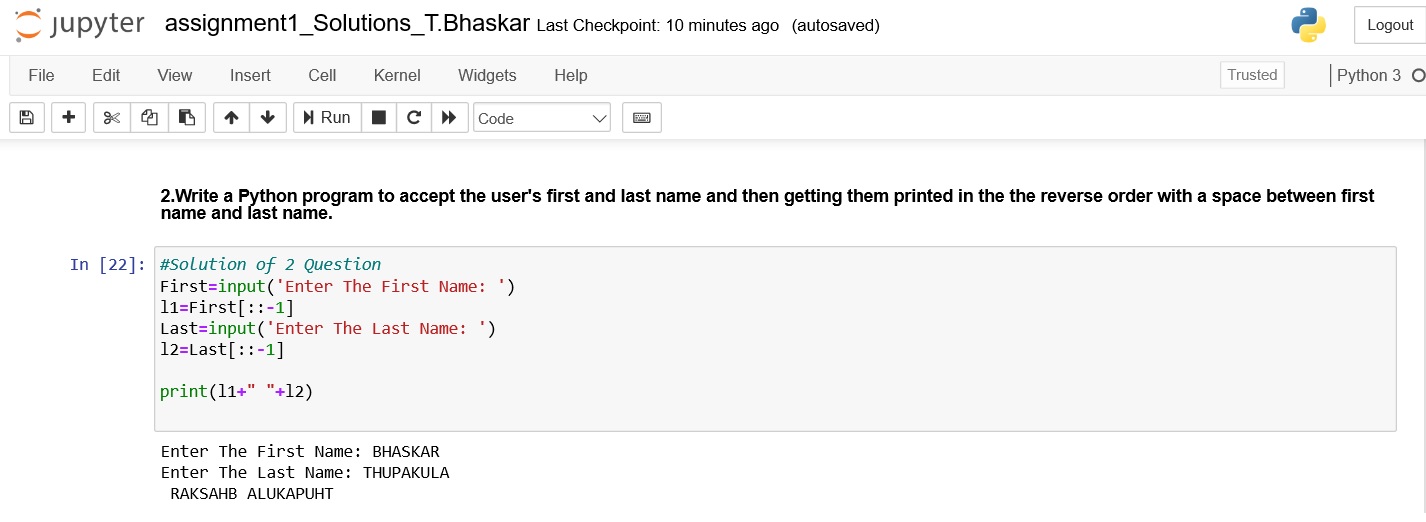 jupyter assignment1_Solutions_T.Bhaskar Last Checkpoint: 10 minutes ago (autosaved) Logout
File Edit View Insert Cell Kernel Widgets Help Trusted Python 3
Run Code
2.Write a Python program to accept the user's first and last name and then getting them printed in the the reverse order with a space between first
name and last name.
In [22]: #Solution of 2 Question
First=input('Enter The First Name: ')
l1=First[::-1]
Last=input('Enter The Last Name: ')
l2=Last[::-1]
print(l1+" "+l2)
Enter The First Name: BHASKAR
Enter The Last Name: THUPAKULA
RAKSAHB ALUKAPUHT